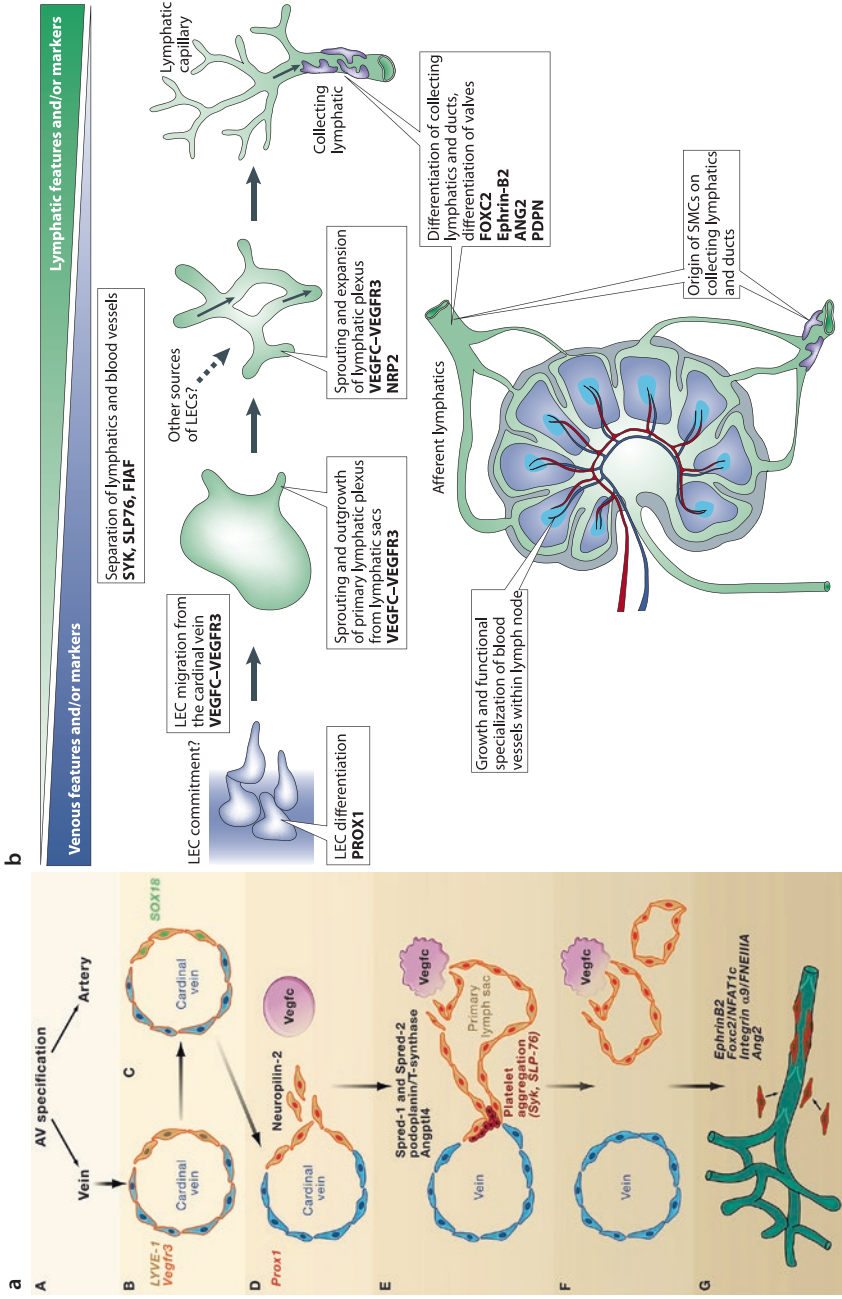 a
A
AV specification
Vein
Artery
B
LYVE-1
Vegfr3
Cardinal
vein
C
SOX18
Cardinal
vein
D
Prox1
Cardinal
vein
Neuropilin-2
Vegfc
E
Spred-1 and Spred-2
podoplanin/T-synthase
Angptl4
Vein
Vegfc
Primary
lymph sac
Platelet
aggregation
(Syk, SLP-76)
F
Vein
Vegfc
G
EphrinB2
Foxc2/NFAT1c
Integrin α9/FNEIIIA
Ang2
b
Venous features and/or markers
Lymphatic features and/or markers
Separation of lymphatics and blood vessels
SYK, SLP76, FIAF
LEC commitment?
LEC differentiation
PROX1
LEC migration from
the cardinal vein
VEGFC–VEGFR3
Sprouting and outgrowth
of primary lymphatic plexus
from lymphatic sacs
VEGFC–VEGFR3
Other sources
of LECs?
Sprouting and expansion
of lymphatic plexus
VEGFC–VEGFR3
NRP2
Lymphatic
capillary
Collecting
lymphatic
Differentiation of collecting
lymphatics and ducts,
differentiation of valves
FOXC2
Ephrin-B2
ANG2
PDPN
Afferent lymphatics
Growth and functional
specialization of blood
vessels within lymph node
Origin of SMCs on
collecting lymphatics
and ducts